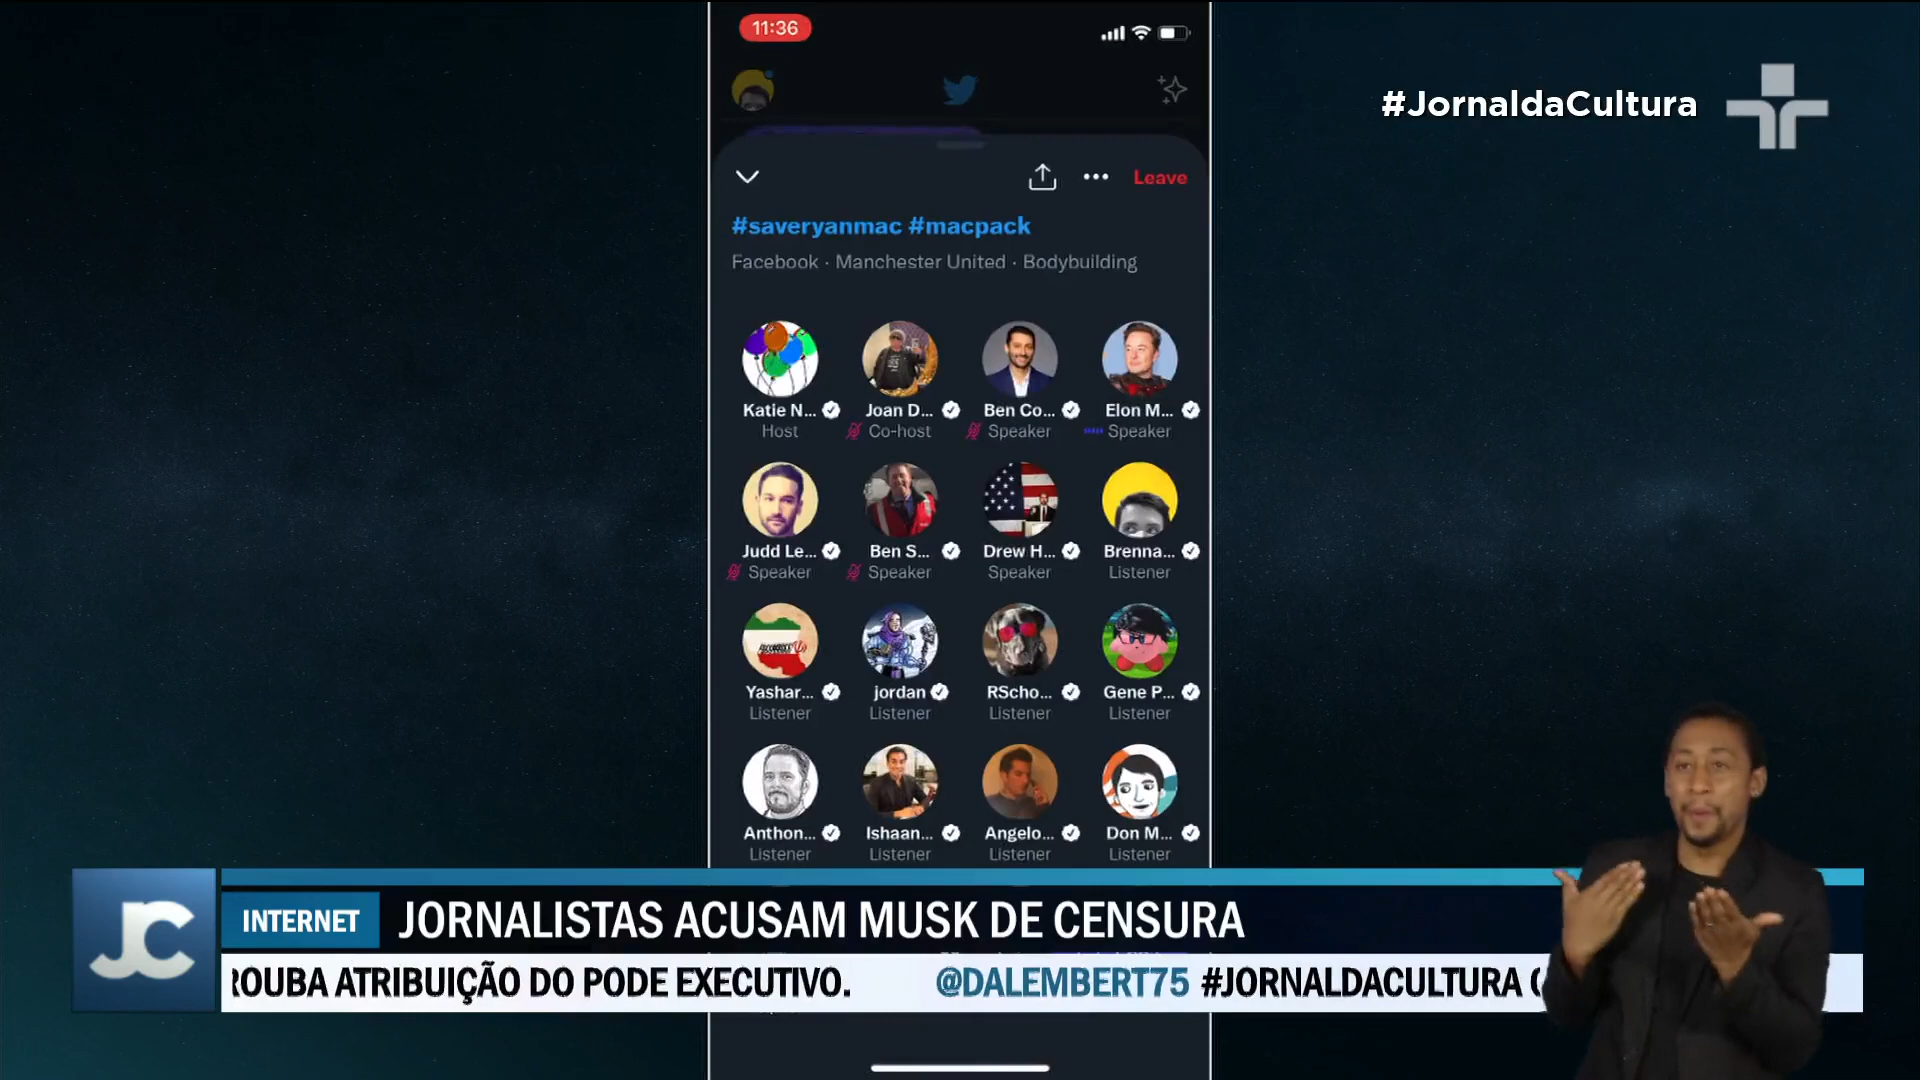 11:36
#JornaldaCultura
Leave
#saveryanmac #macpack
Facebook · Manchester United · Bodybuilding
Katie N... Joan D... Ben Co... Elon M...
Host Co-host Speaker Speaker
Judd Le... Ben S... Drew H... Brenna...
Speaker Speaker Speaker Listener
Yashar... jordan RScho... Gene P...
Listener Listener Listener Listener
Anthon... Ishaan... Angelo... Don M...
Listener Listener Listener Listener
JC
INTERNET JORNALISTAS ACUSAM MUSK DE CENSURA
ROUBA ATRIBUIÇÃO DO PODE EXECUTIVO. @DALEMBERT75 #JORNALDACULTURA